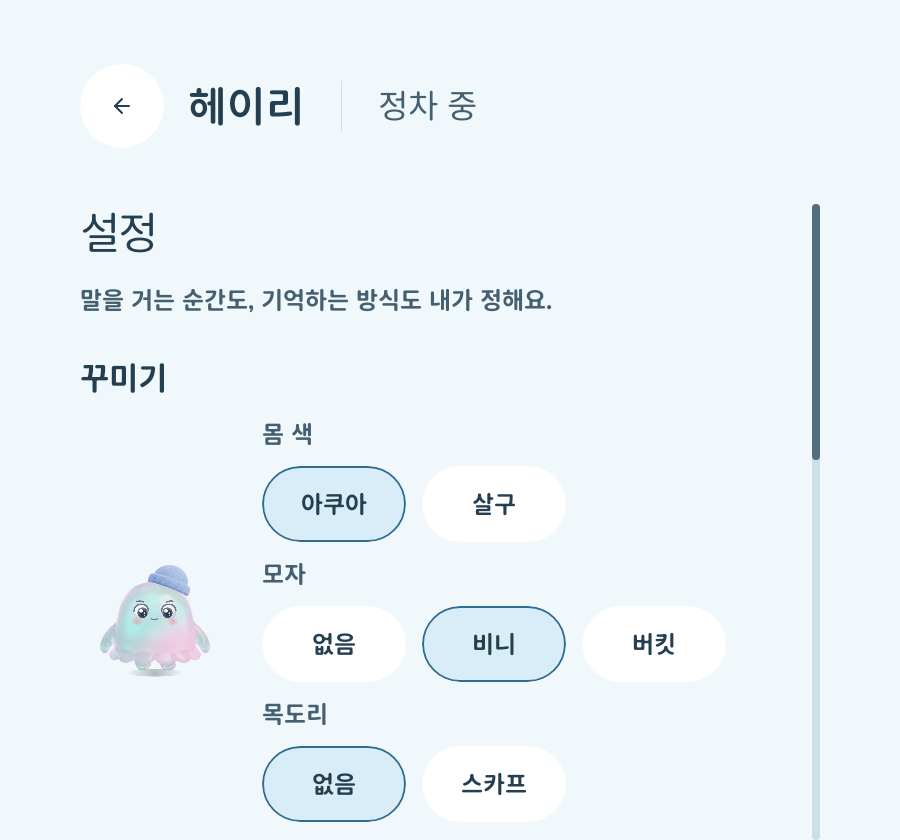 헤이리
정차 중
설정
말을 거는 순간도, 기억하는 방식도 내가 정해요.
꾸미기
몸 색
아쿠아 살구
모자
없음 비니 버킷
목도리
없음 스카프